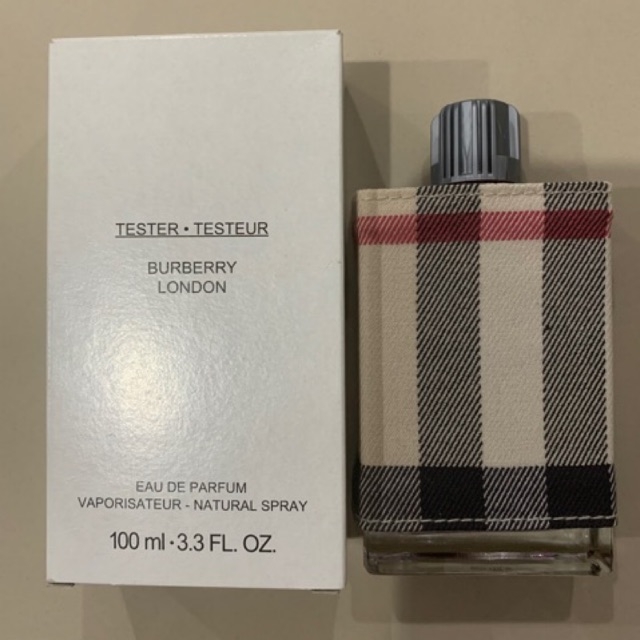 TESTER • TESTEUR
BURBERRY
LONDON
EAU DE PARFUM
VAPORISATEUR - NATURAL SPRAY
100 ml • 3.3 FL. OZ.